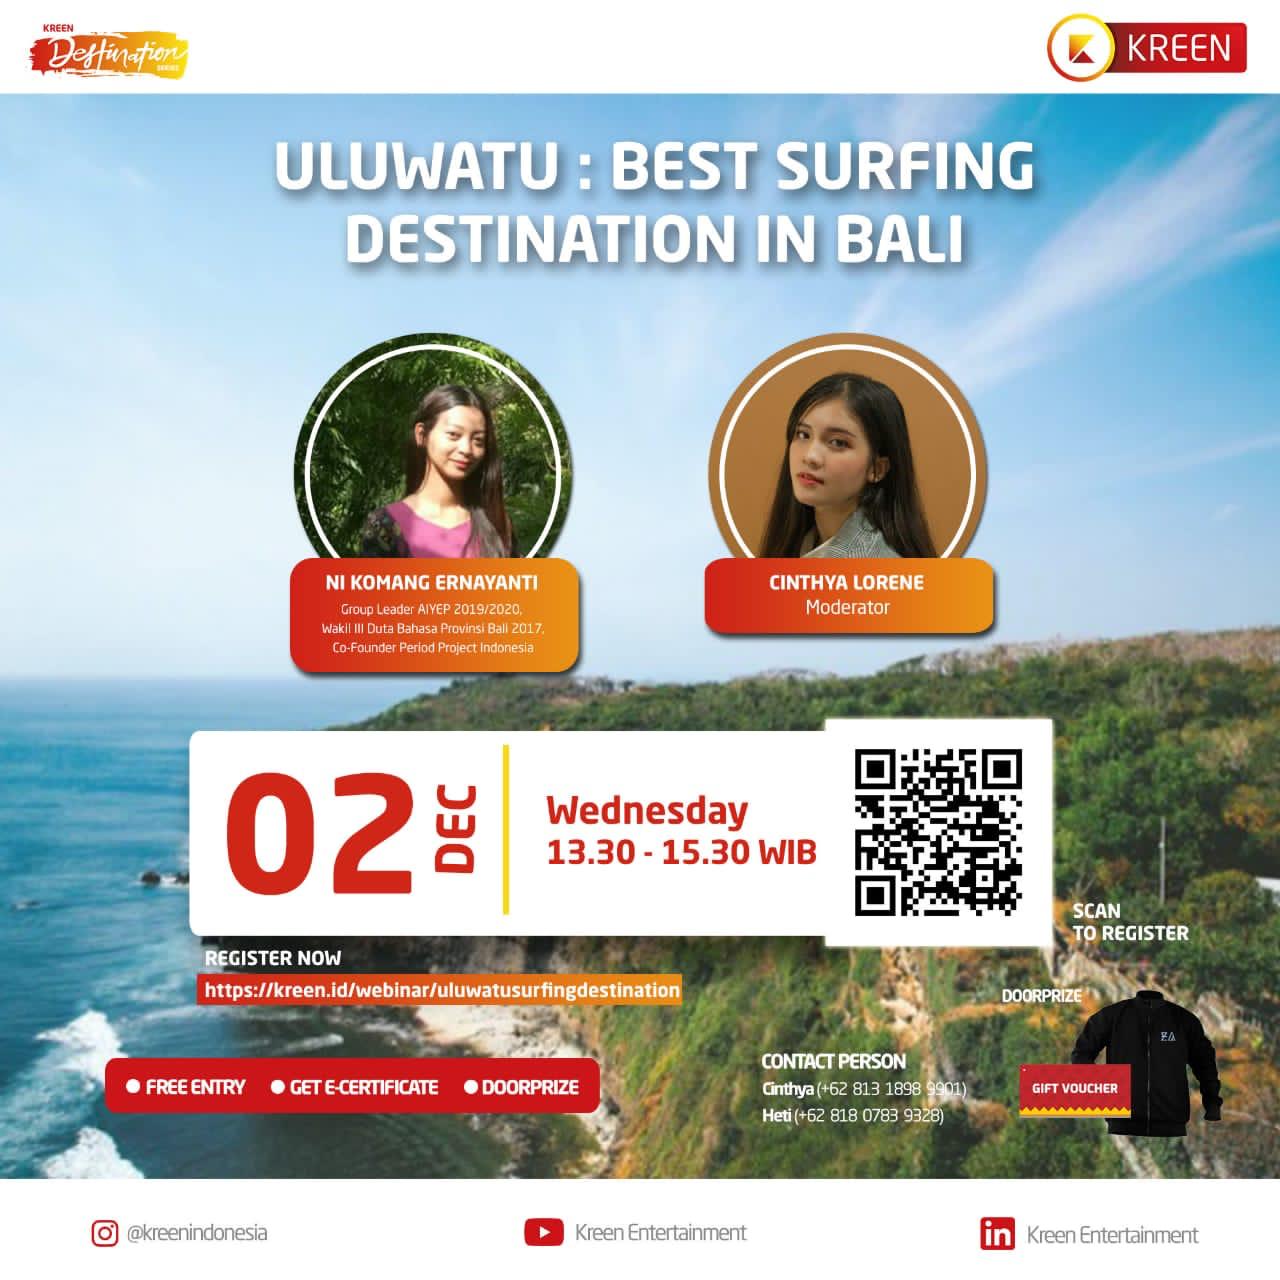 KREEN
Destination
SERIES
KREEN
ULUWATU : BEST SURFING
DESTINATION IN BALI
NI KOMANG ERNAYANTI
Group Leader AIYEP 2019/2020,
Wakil III Duta Bahasa Provinsi Bali 2017,
Co-Founder Period Project Indonesia
CINTHYA LORENE
Moderator
02
DEC
Wednesday
13.30 - 15.30 WIB
SCAN
TO REGISTER
REGISTER NOW
https://kreen.id/webinar/uluwatusurfingdestination
DOORPRIZE
GIFT VOUCHER
● FREE ENTRY ● GET E-CERTIFICATE ● DOORPRIZE
CONTACT PERSON
Cinthya (+62 813 1898 9901)
Heti (+62 818 0783 9328)
@kreenindonesia
Kreen Entertainment
Kreen Entertainment